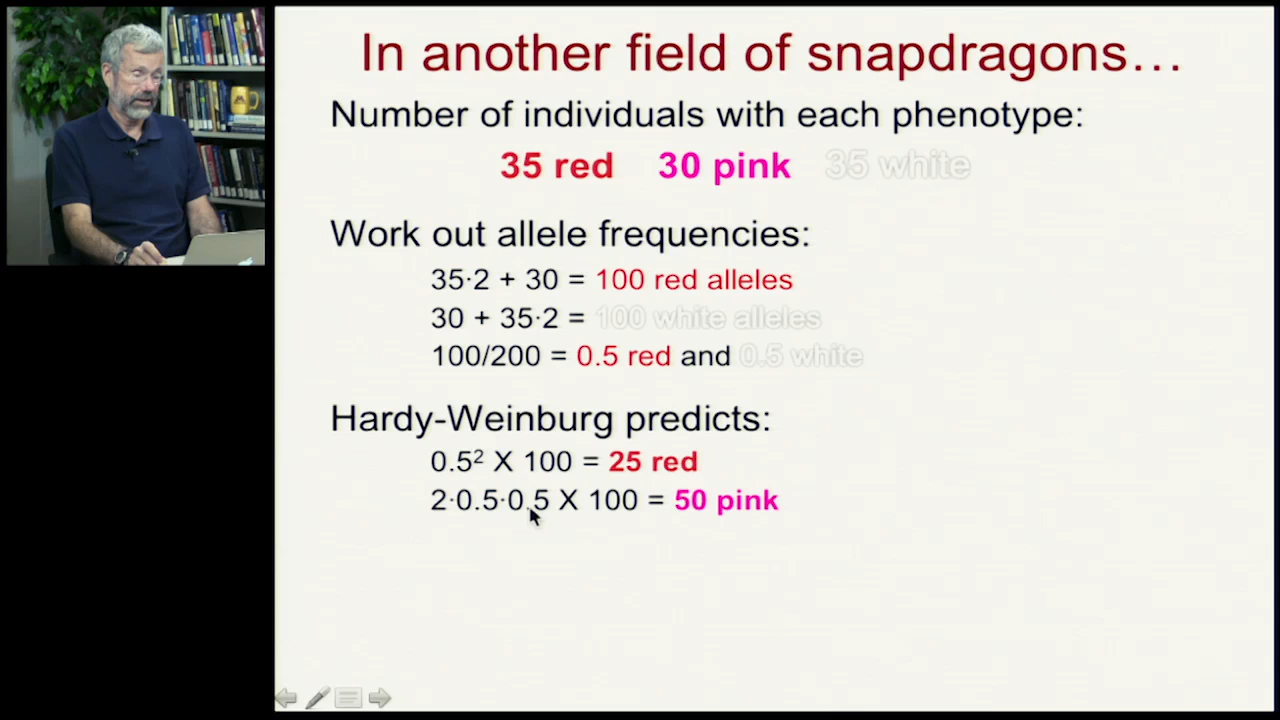 In another field of snapdragons…
Number of individuals with each phenotype:
35 red 30 pink 35 white
Work out allele frequencies:
35·2 + 30 = 100 red alleles
30 + 35·2 = 100 white alleles
100/200 = 0.5 red and 0.5 white
Hardy-Weinburg predicts:
0.5² X 100 = 25 red
2·0.5·0.5 X 100 = 50 pink